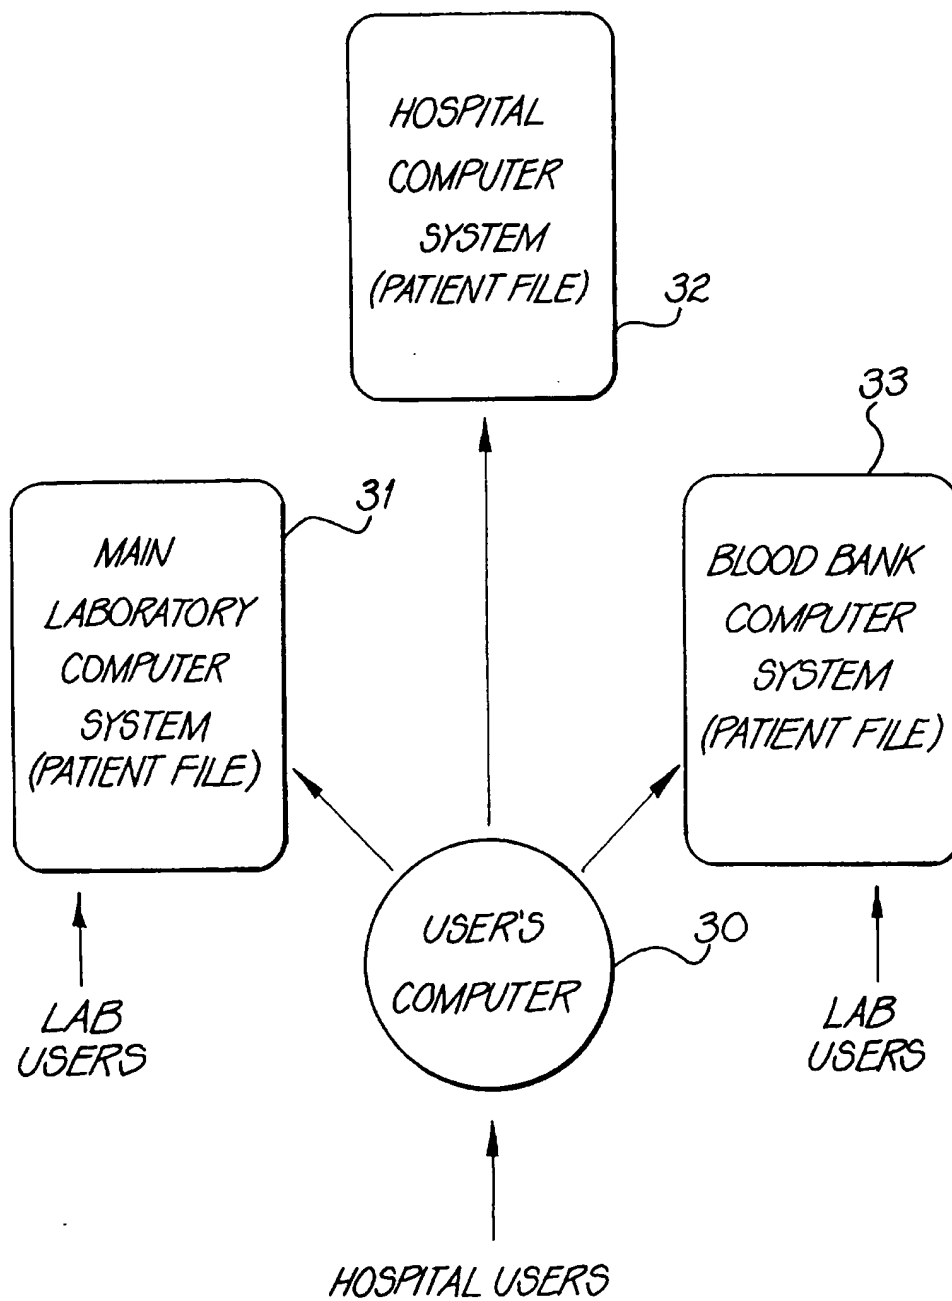 HOSPITAL
COMPUTER
SYSTEM
(PATIENT FILE)
32
33
31
MAIN
LABORATORY
COMPUTER
SYSTEM
(PATIENT FILE)
BLOOD BANK
COMPUTER
SYSTEM
(PATIENT FILE)
USER'S
COMPUTER
30
LAB
USERS
LAB
USERS
HOSPITAL USERS